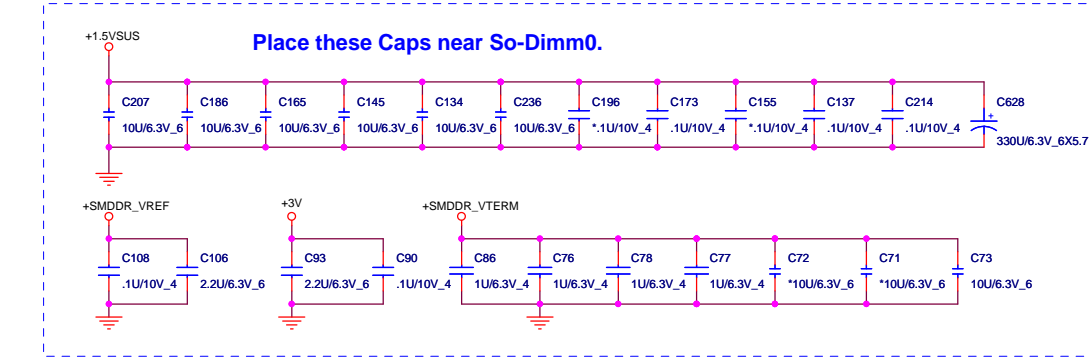 Place these Caps near So-Dimm0.
+1.5VSUS
C207 C186 C165 C145 C134 C236 C196 C173 C155 C137 C214 C628
10U/6.3V_6 10U/6.3V_6 10U/6.3V_6 10U/6.3V_6 10U/6.3V_6 10U/6.3V_6 *.1U/10V_4 .1U/10V_4 *.1U/10V_4 .1U/10V_4 .1U/10V_4 + 330U/6.3V_6X5.7
+SMDDR_VREF +3V +SMDDR_VTERM
C108 C106 C93 C90 C86 C76 C78 C77 C72 C71 C73
.1U/10V_4 2.2U/6.3V_6 2.2U/6.3V_6 .1U/10V_4 1U/6.3V_4 1U/6.3V_4 1U/6.3V_4 1U/6.3V_4 *10U/6.3V_6 *10U/6.3V_6 10U/6.3V_6